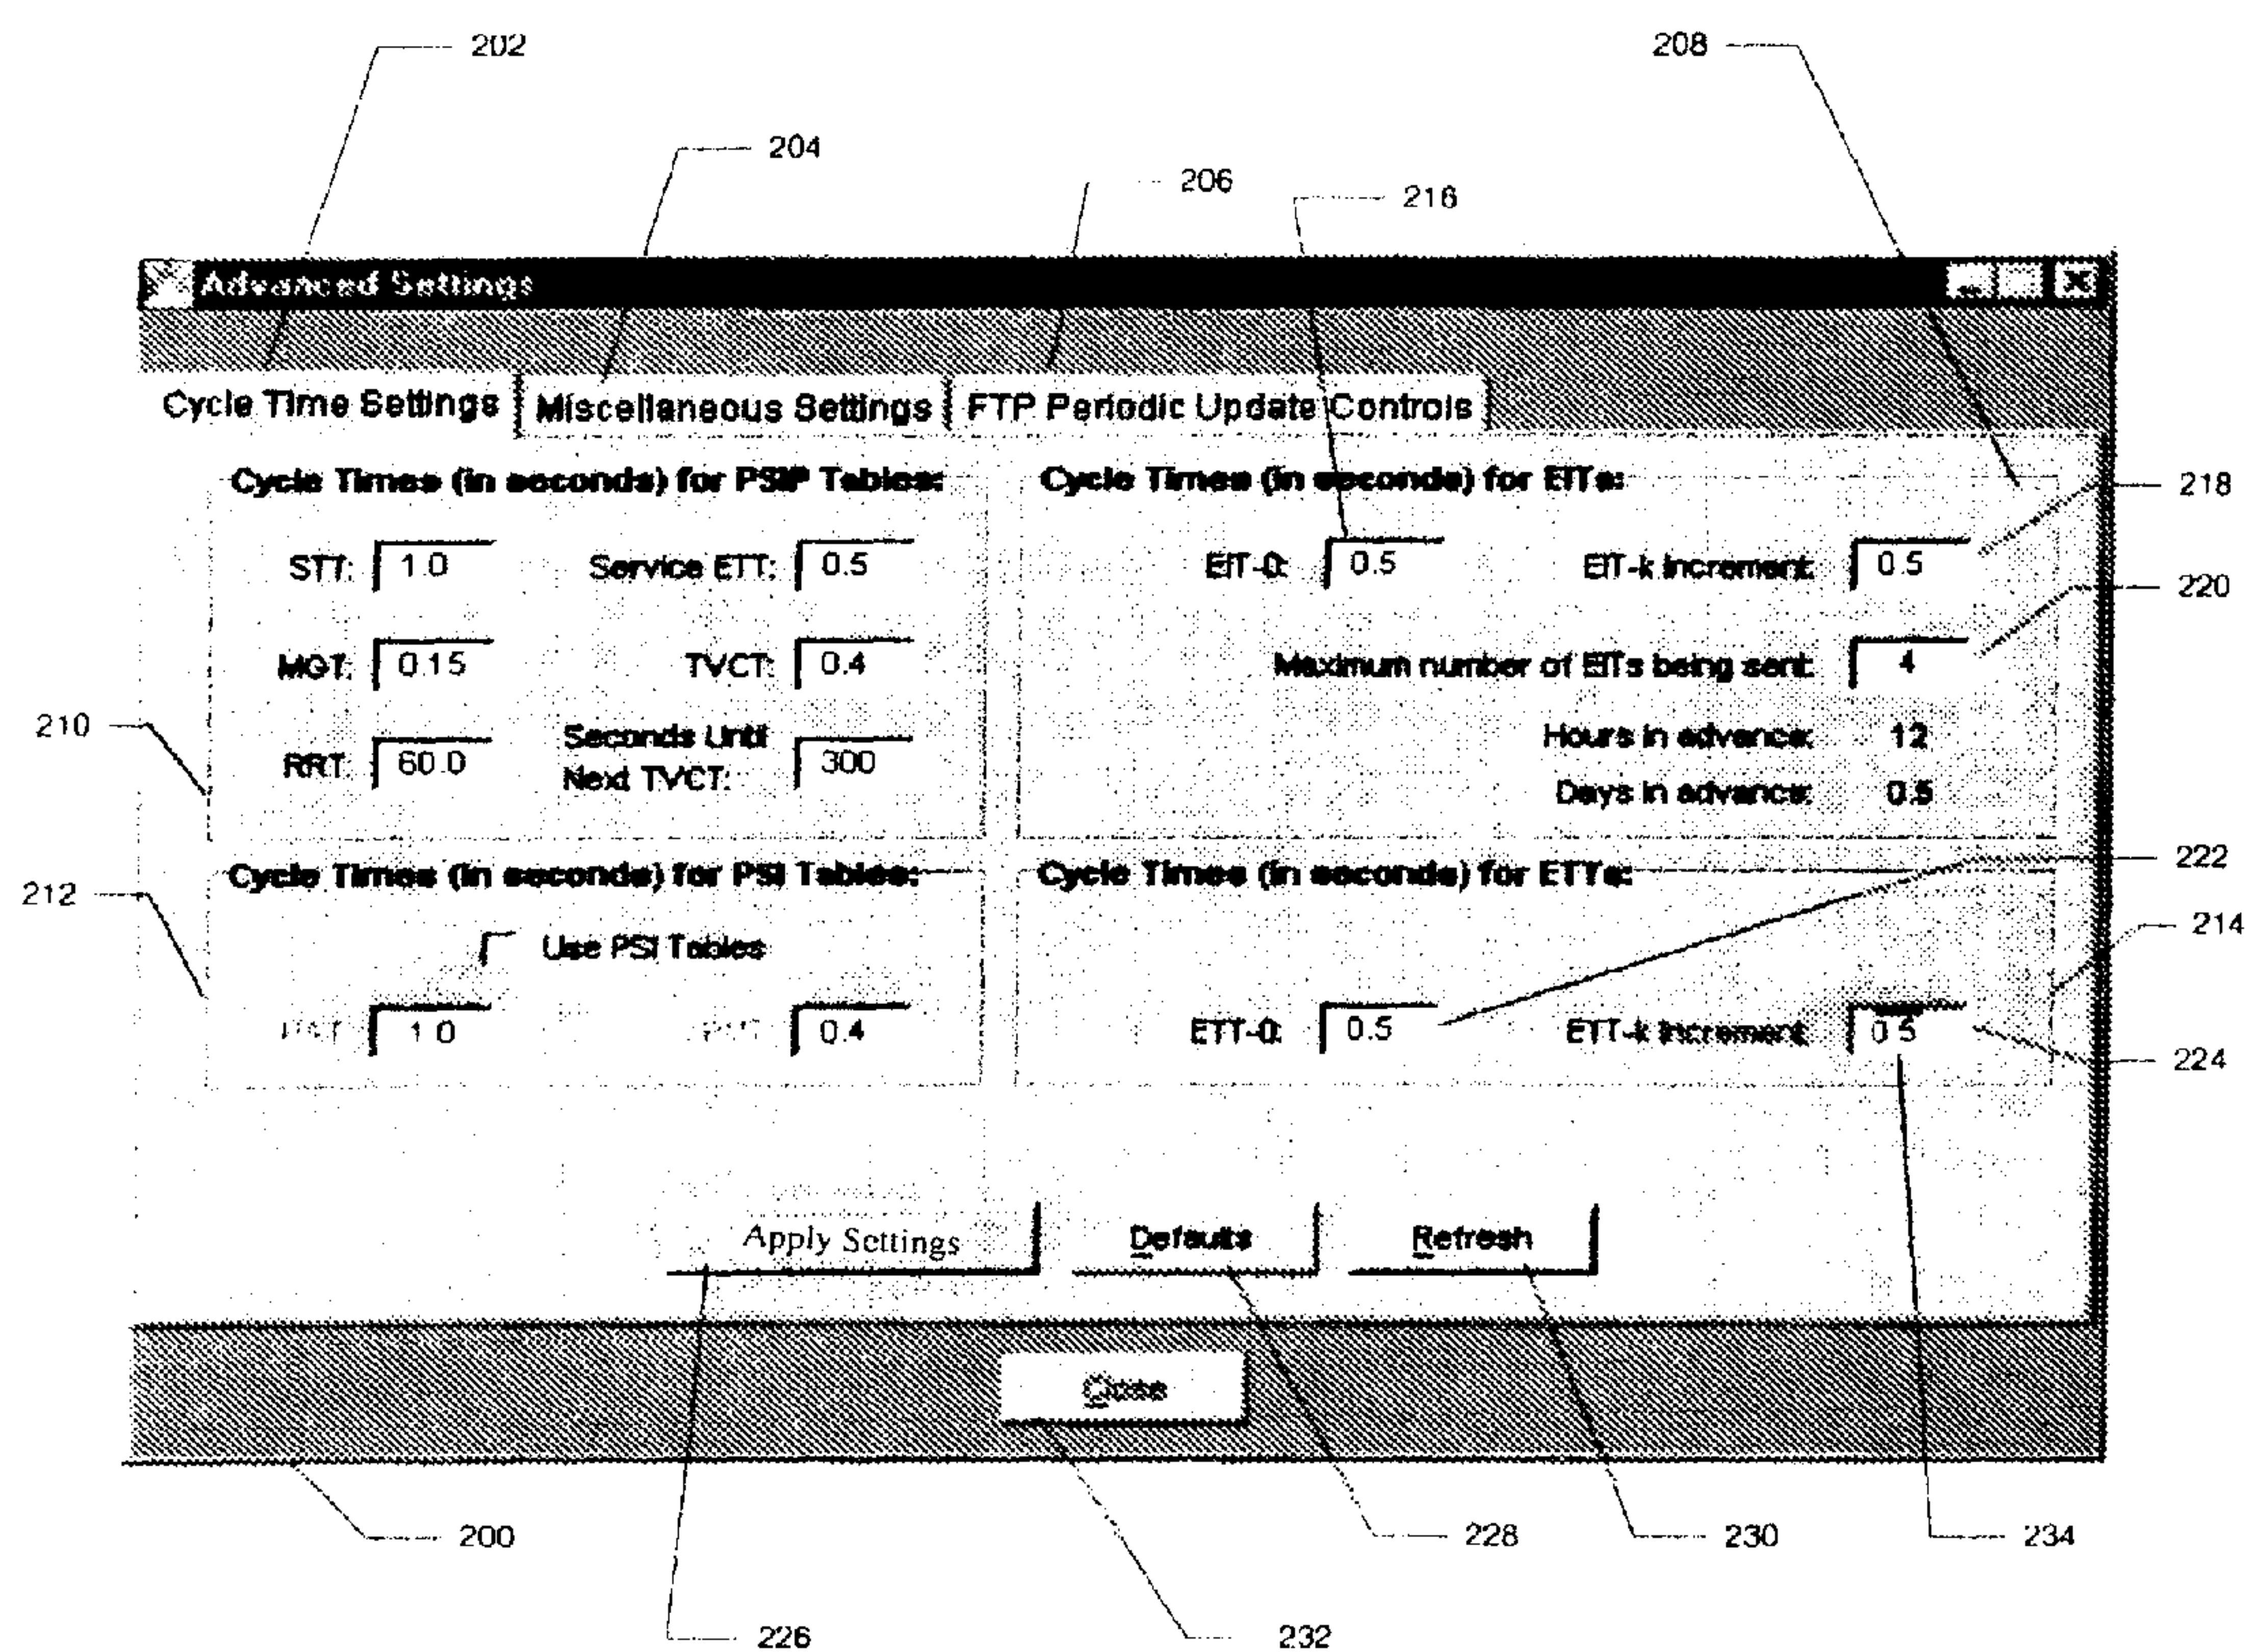 202
208
204
206
216
Advanced Settings
Cycle Time Settings
Miscellaneous Settings
FTP Periodic Update Controls
Cycle Times (in seconds) for PSIP Tables:
STT: 1.0
Service ETT: 0.5
MGT: 0.15
TVCT: 0.4
RRT: 60.0
Seconds Until
Next TVCT: 300
Cycle Times (in seconds) for EITs:
EIT-0: 0.5
EIT-k Increment: 0.5
Maximum number of EITs being sent: 4
Hours in advance: 12
Days in advance: 0.5
218
220
210
Cycle Times (in seconds) for PSI Tables:
Use PSI Tables
1.0
0.4
Cycle Times (in seconds) for ETTs:
ETT-0: 0.5
ETT-k Increment: 0.5
222
212
214
224
Apply Settings
Defaults
Refresh
Close
200
228
230
234
226
232